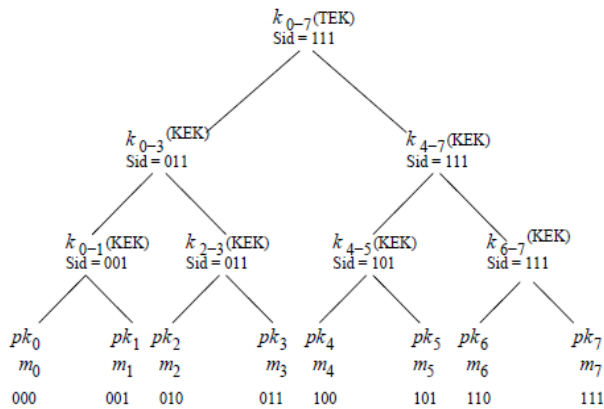 k0–7(TEK)
Sid = 111
k0–3(KEK) k4–7(KEK)
Sid = 011 Sid = 111
k0–1(KEK) k2–3(KEK) k4–5(KEK) k6–7(KEK)
Sid = 001 Sid = 011 Sid = 101 Sid = 111
pk0 pk1 pk2 pk3 pk4 pk5 pk6 pk7
m0 m1 m2 m3 m4 m5 m6 m7
000 001 010 011 100 101 110 111